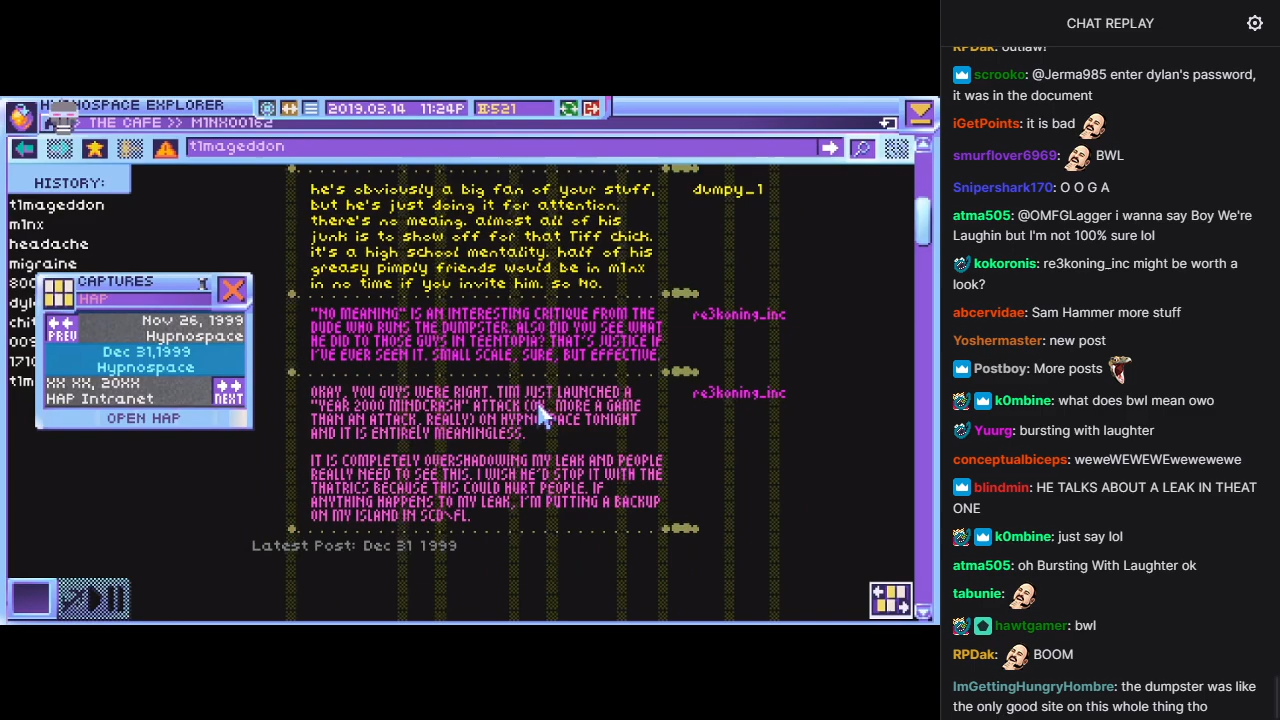 CHAT REPLAY
HYPNOSPACE EXPLORER
2019.03.14 11:24P
521
THE CAFE >> M1NX00162
t1mageddon
HISTORY:
t1mageddon
m1nx
headache
migraine
CAPTURES
HAP
PREV
Nov 26, 1999
Hypnospace
Dec 31,1999
Hypnospace
XX XX, 20XX
HAP Intranet
NEXT
OPEN HAP
he's obviously a big fan of your stuff,
but he's just doing it for attention.
there's no meaing. almost all of his
junk is to show off for that Tiff chick.
it's a high school mentality. half of his
greasy pimply friends would be in m1nx
in no time if you invite him. so No.
dumpy_1
"NO MEANING" IS AN INTERESTING CRITIQUE FROM THE
DUDE WHO RUNS THE DUMPSTER. ALSO DID YOU SEE WHAT
HE DID TO THOSE GUYS IN TEENTOPIA? THAT'S JUSTICE IF
I'VE EVER SEEN IT. SMALL SCALE, SURE, BUT EFFECTIVE.
re3koning_inc
OKAY, YOU GUYS WERE RIGHT. TIM JUST LAUNCHED A
"YEAR 2000 MINDCRASH" ATTACK MORE A GAME
THAN AN ATTACK, REALLY) ON HYPNOSPACE TONIGHT
AND IT IS ENTIRELY MEANINGLESS.
re3koning_inc
IT IS COMPLETELY OVERSHADOWING MY LEAK AND PEOPLE
REALLY NEED TO SEE THIS. I WISH HE'D STOP IT WITH THE
THATRICS BECAUSE THIS COULD HURT PEOPLE. IF
ANYTHING HAPPENS TO MY LEAK, I'M PUTTING A BACKUP
ON MY ISLAND IN SCD\FL.
Latest Post: Dec 31 1999
RPDak: outlaw!
scrooko: @Jerma985 enter dylan's password,
it was in the document
iGetPoints: it is bad
smurflover6969: BWL
Snipershark170: O O G A
atma505: @OMFGLagger i wanna say Boy We're
Laughin but I'm not 100% sure lol
kokoronis: re3koning_inc might be worth a
look?
abcervidae: Sam Hammer more stuff
Yoshermaster: new post
Postboy: More posts
k0mbine: what does bwl mean owo
Yuurg: bursting with laughter
conceptualbiceps: weweWEWEWEwewewewe
blindmin: HE TALKS ABOUT A LEAK IN THEAT
ONE
k0mbine: just say lol
atma505: oh Bursting With Laughter ok
tabunie:
hawtgamer: bwl
RPDak: BOOM
ImGettingHungryHombre: the dumpster was like
the only good site on this whole thing tho